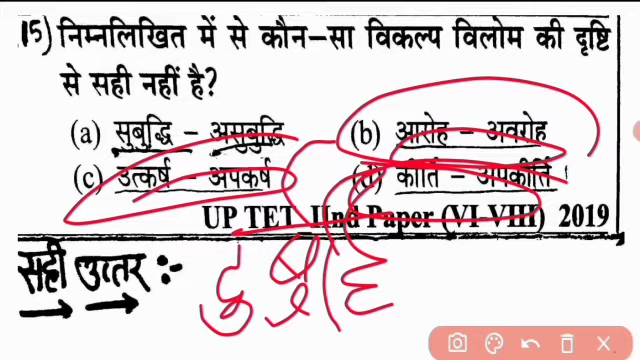 15) निम्नलिखित में से कौन-सा विकल्प विलोम की दृष्टि
से सही नहीं है?
(a) सुबुद्धि – असुबुद्धि (b) आरोह – अवरोह
(c) उत्कर्ष – अपकर्ष (d) कीर्ति – अपकीर्ति
UP TET IInd Paper (VI-VIII) 2019
सही उत्तर :-